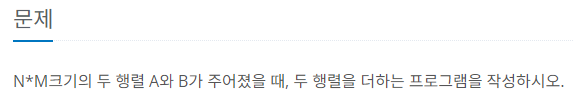 문제
N*M크기의 두 행렬 A와 B가 주어졌을 때, 두 행렬을 더하는 프로그램을 작성하시오.